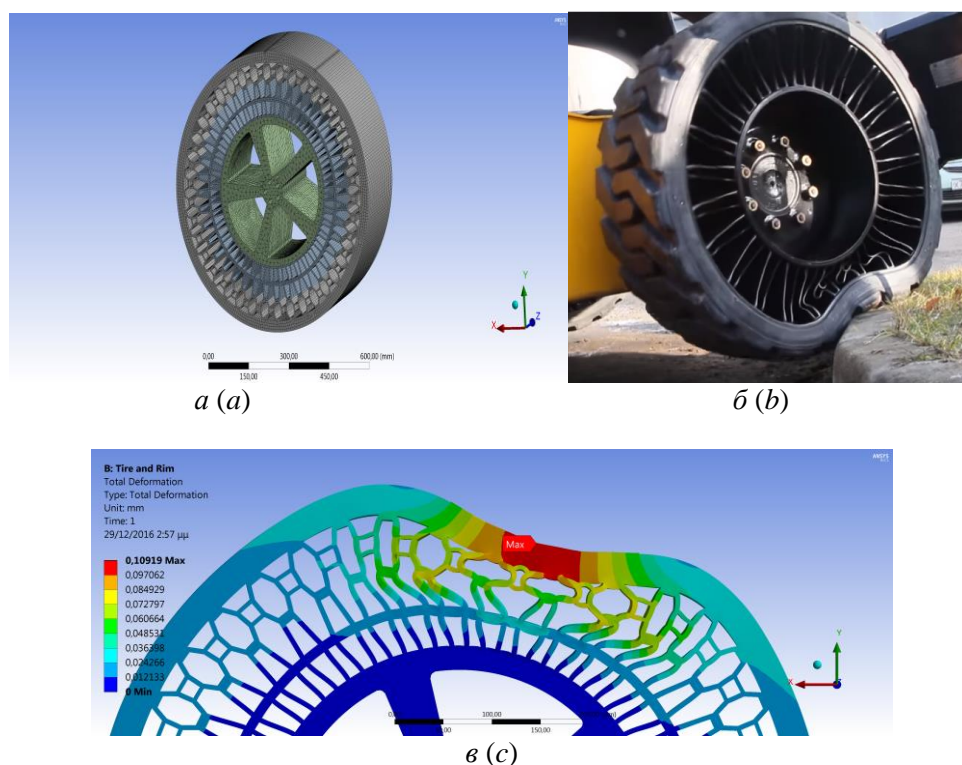 ANSYS
Y
X
Z
0,00
300,00
600,00 (mm)
150,00
450,00
а (a)
б (b)
B: Tire and Rim
Total Deformation
Type: Total Deformation
Unit: mm
Time: 1
29/12/2016 2:57 μμ
ANSYS
0,10919 Max
0,097062
0,084929
0,072797
0,060664
0,048531
0,036398
0,024266
0,012133
0 Min
Max
Y
X
100,00
150,00
в (c)